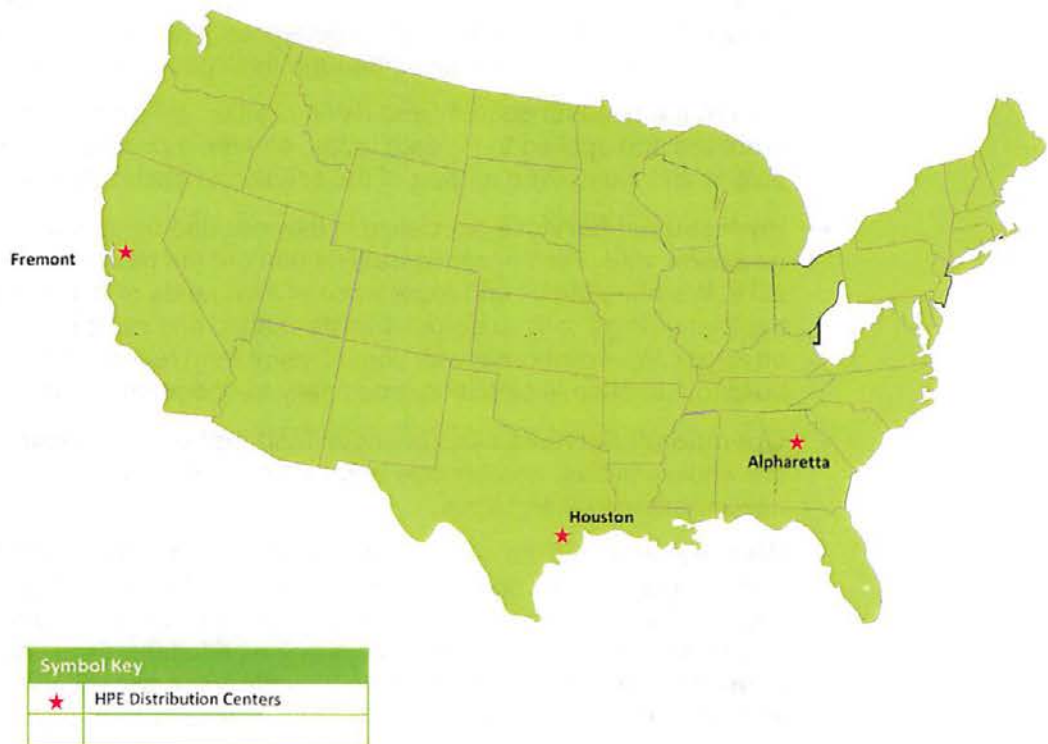 Fremont
Alpharetta
Houston
Symbol Key
HPE Distribution Centers